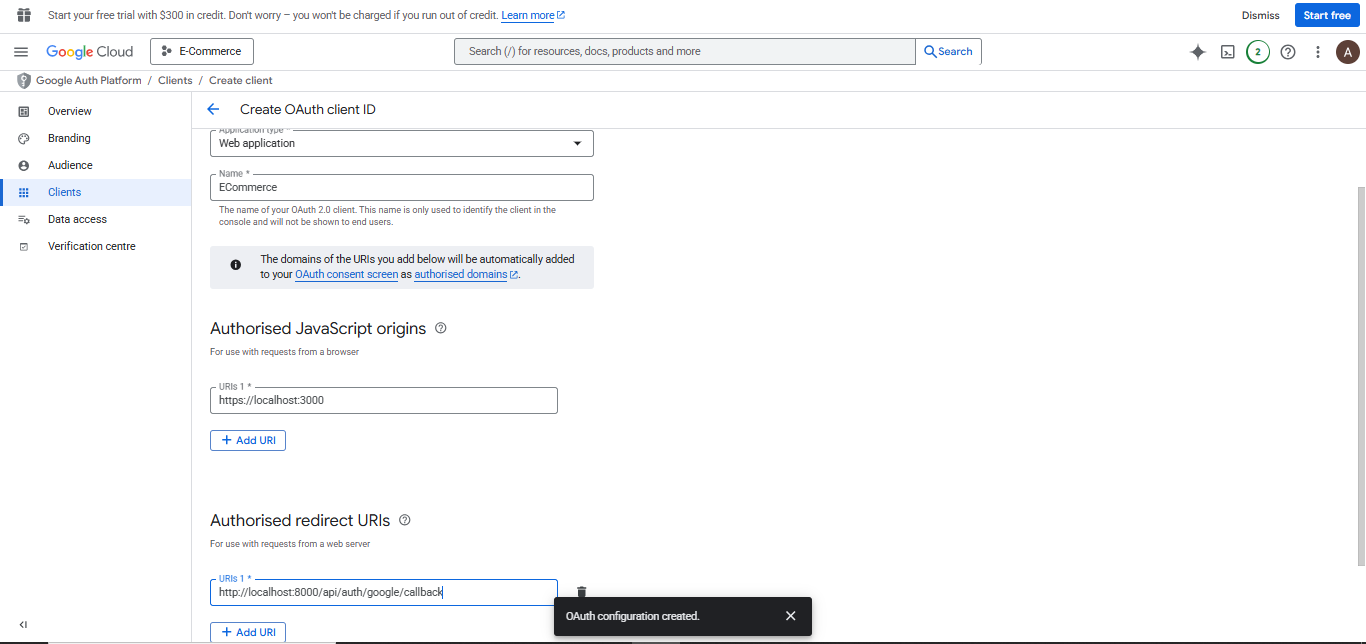 Start your free trial with $300 in credit. Don't worry – you won't be charged if you run out of credit. Learn more
Dismiss
Start free
Google Cloud
E-Commerce
Search (/) for resources, docs, products and more
Search
2
A
Google Auth Platform / Clients / Create client
Overview
Branding
Audience
Clients
Data access
Verification centre
Create OAuth client ID
Application type *
Web application
Name *
ECommerce
The name of your OAuth 2.0 client. This name is only used to identify the client in the
console and will not be shown to end users.
The domains of the URIs you add below will be automatically added
to your OAuth consent screen as authorised domains.
Authorised JavaScript origins
For use with requests from a browser
URIs 1 *
https://localhost:3000
+ Add URI
Authorised redirect URIs
For use with requests from a web server
URIs 1 *
http://localhost:8000/api/auth/google/callback
+ Add URI
OAuth configuration created.